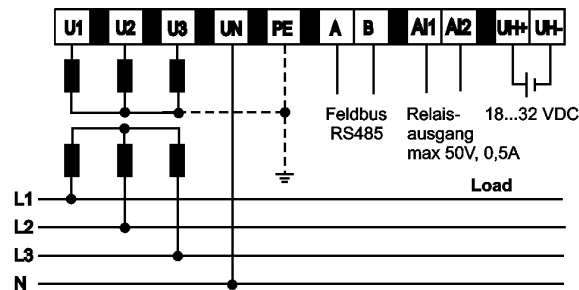 U1 U2 U3 UN PE A B AI1 AI2 UH+ UH-
Feldbus
RS485
Relais-
ausgang
max 50V, 0,5A
18...32 VDC
Load
L1
L2
L3
N